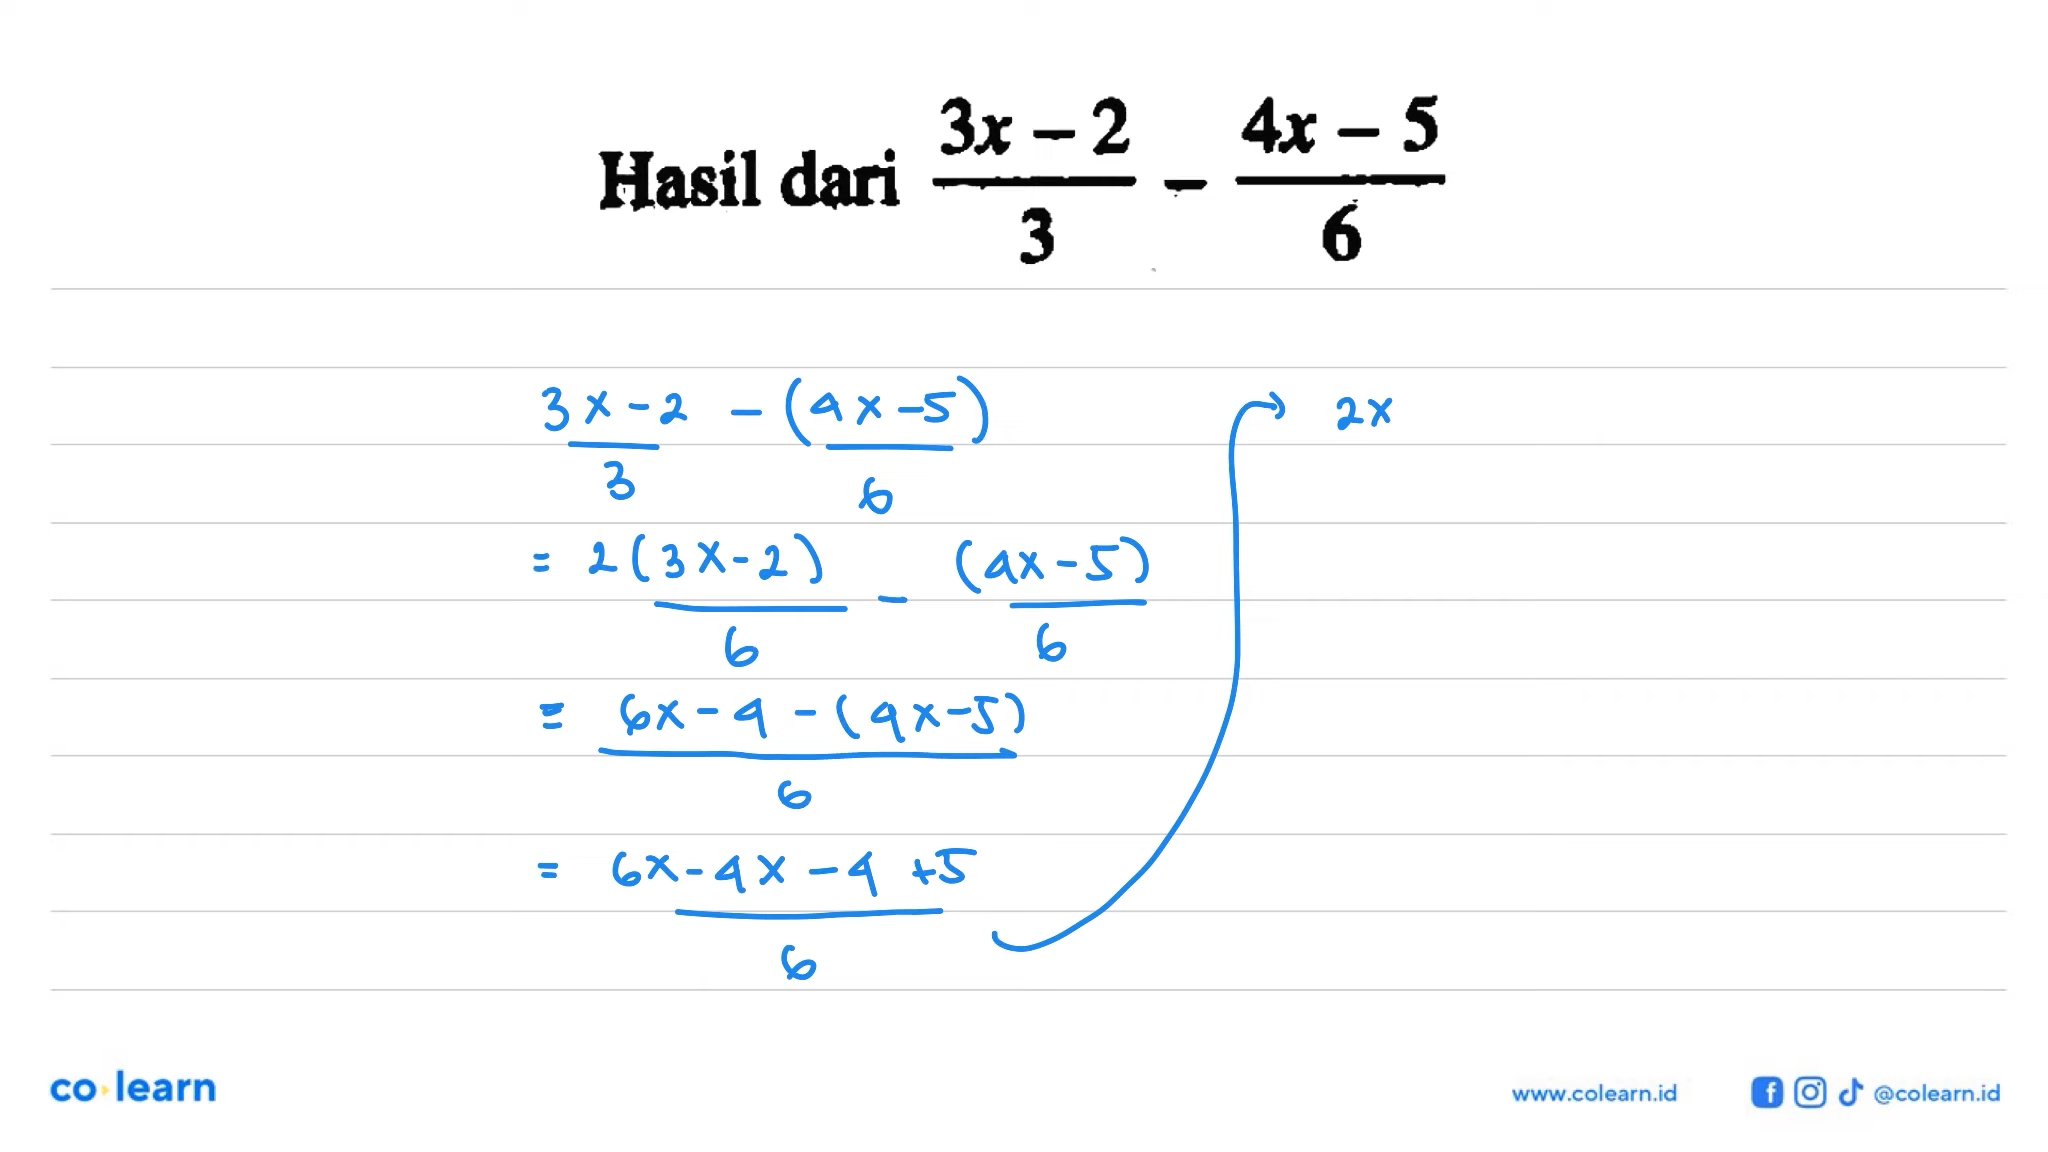 Hasil dari (3x - 2)/3 - (4x - 5)/6
(3x - 2)/3 - (4x - 5)/6
= 2(3x - 2)/6 - (4x - 5)/6
= (6x - 4 - (4x - 5))/6
= (6x - 4x - 4 + 5)/6
→ 2x
co learn
www.colearn.id @colearn.id